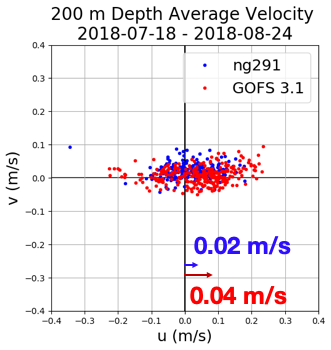 200 m Depth Average Velocity
2018-07-18 - 2018-08-24
ng291
GOFS 3.1
0.4
0.3
0.2
0.1
0.0
−0.1
−0.2
−0.3
−0.4
v (m/s)
0.02 m/s
0.04 m/s
−0.4 −0.3 −0.2 −0.1 0.0 0.1 0.2 0.3 0.4
u (m/s)